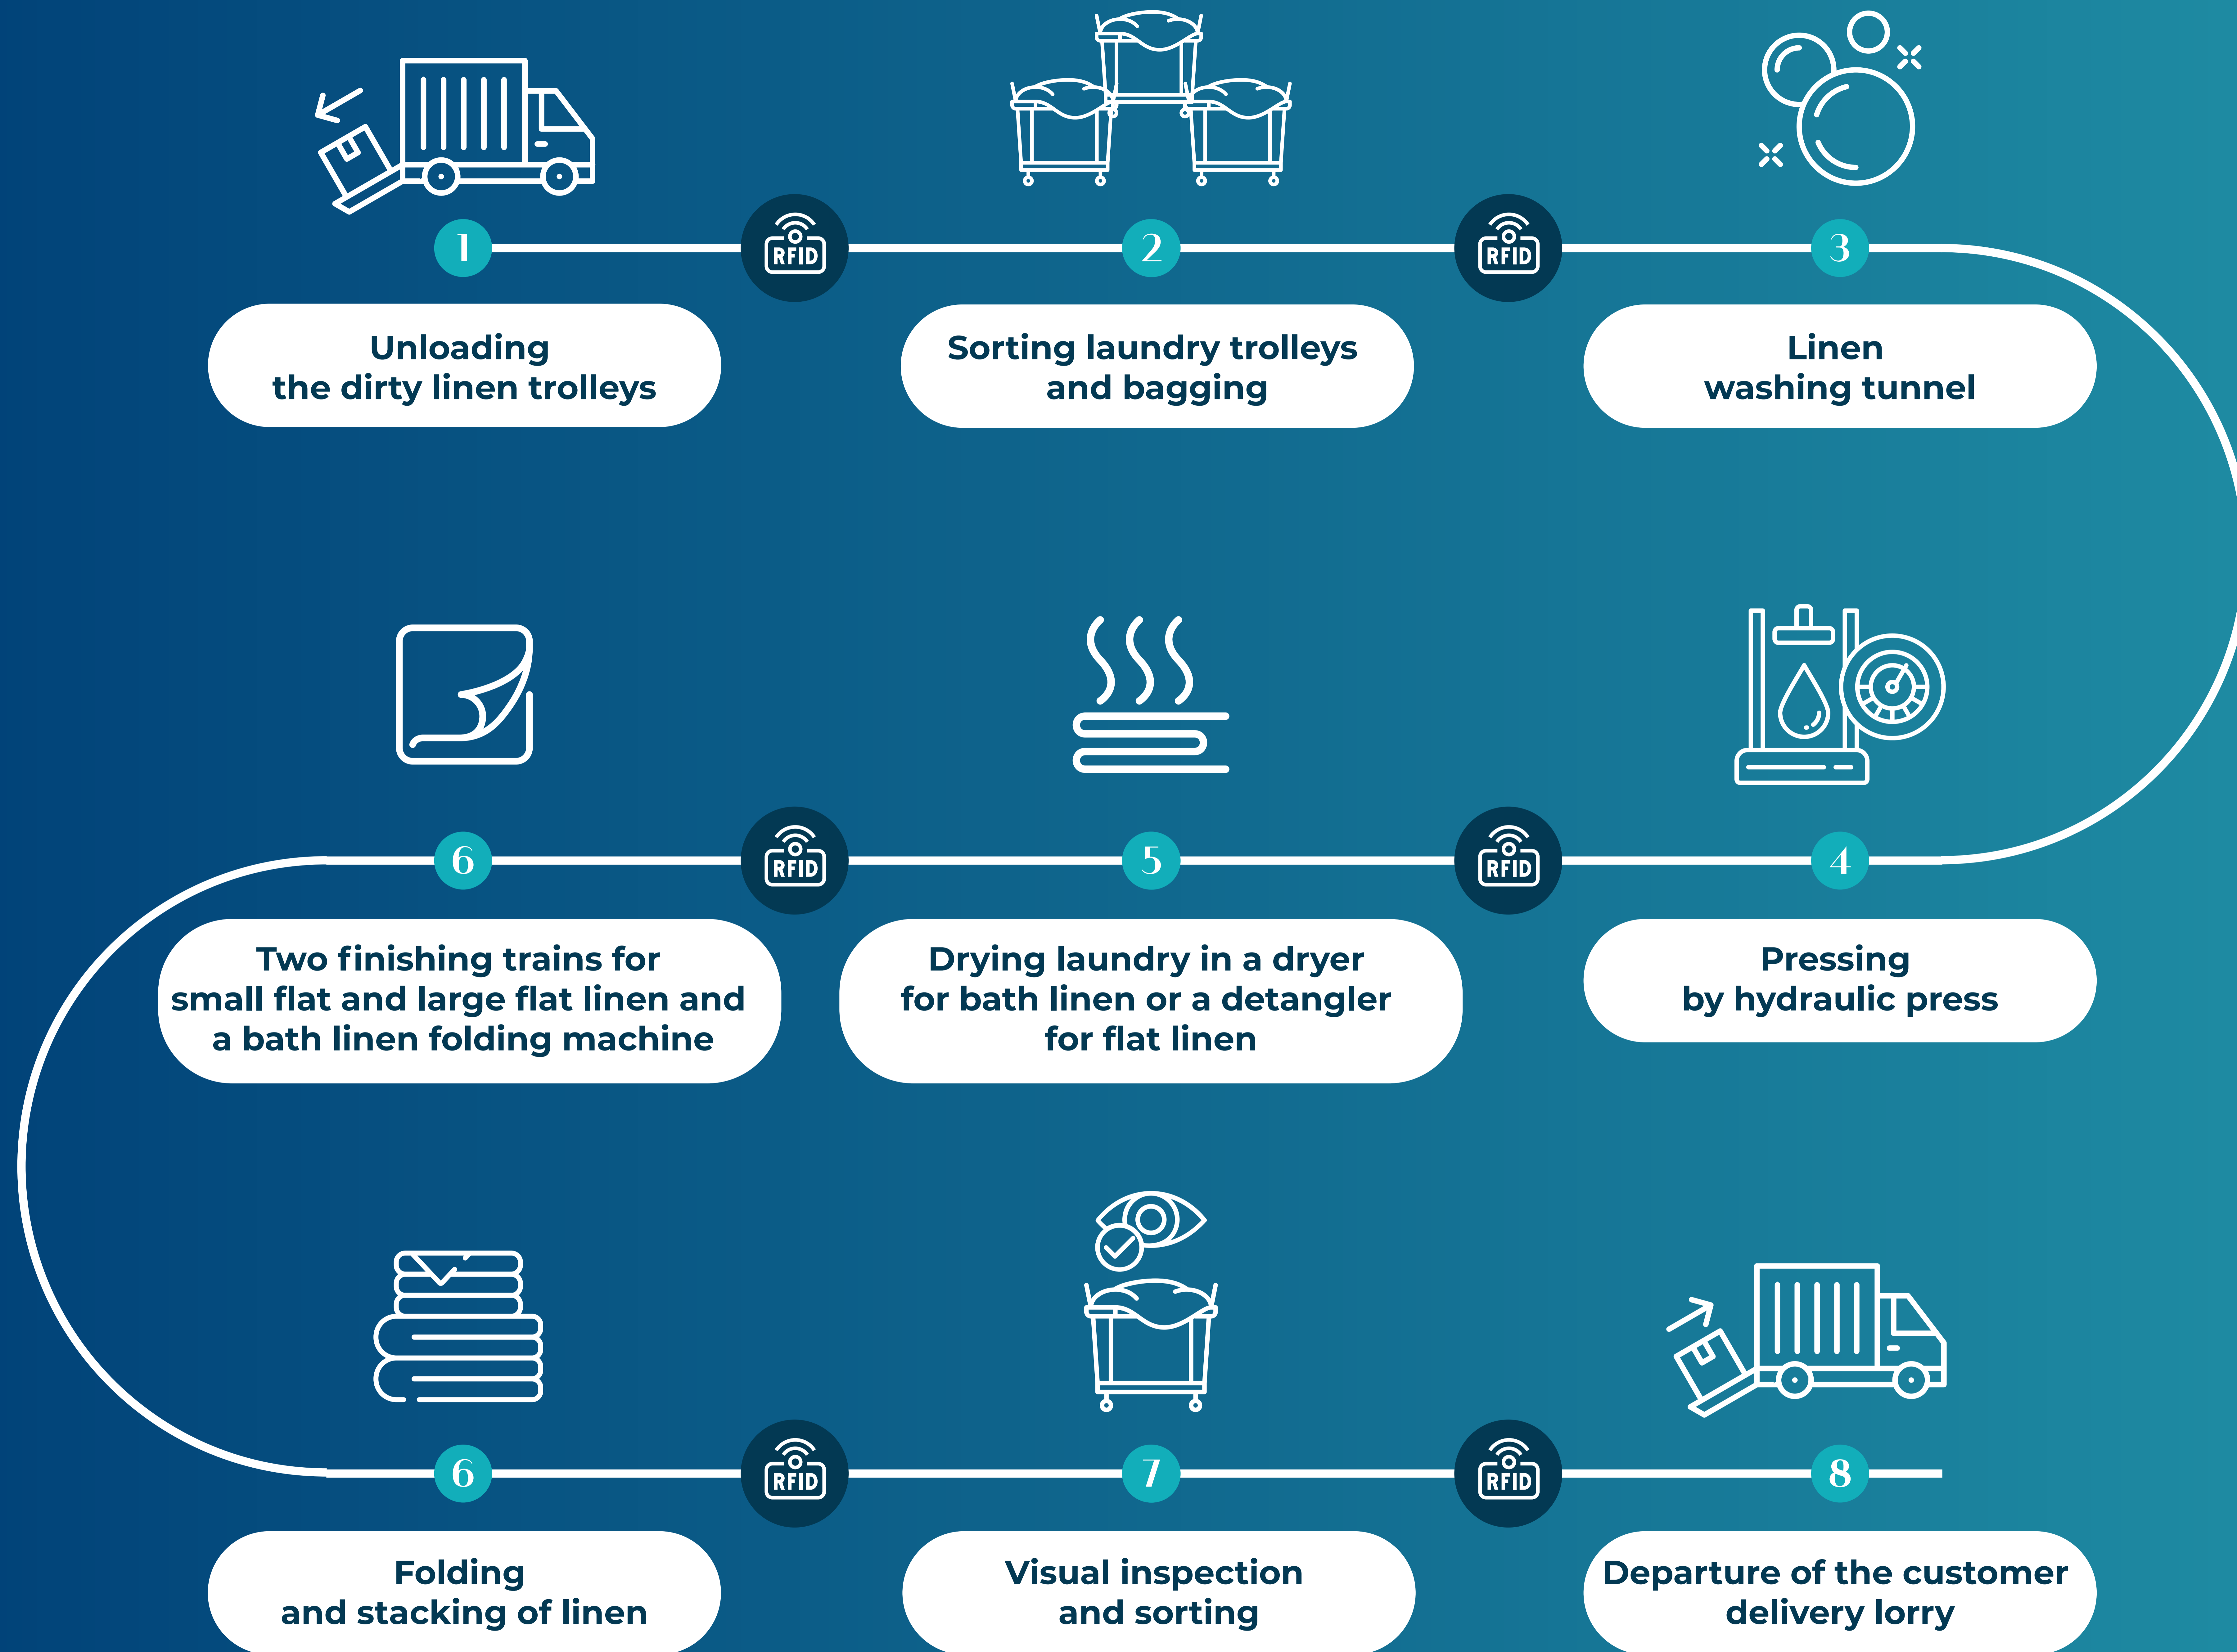 1
RFID
2
RFID
3
Unloading
the dirty linen trolleys
Sorting laundry trolleys
and bagging
Linen
washing tunnel
6
RFID
5
RFID
4
Two finishing trains for
small flat and large flat linen and
a bath linen folding machine
Drying laundry in a dryer
for bath linen or a detangler
for flat linen
Pressing
by hydraulic press
6
RFID
7
RFID
8
Folding
and stacking of linen
Visual inspection
and sorting
Departure of the customer
delivery lorry